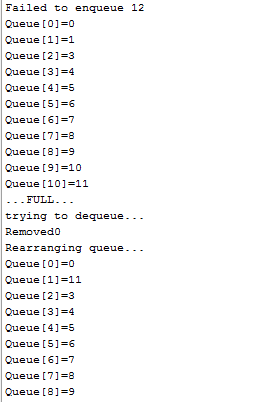 Failed to enqueue 12
Queue[0]=0
Queue[1]=1
Queue[2]=3
Queue[3]=4
Queue[4]=5
Queue[5]=6
Queue[6]=7
Queue[7]=8
Queue[8]=9
Queue[9]=10
Queue[10]=11
...FULL...
trying to dequeue...
Removed0
Rearranging queue...
Queue[0]=0
Queue[1]=11
Queue[2]=3
Queue[3]=4
Queue[4]=5
Queue[5]=6
Queue[6]=7
Queue[7]=8
Queue[8]=9